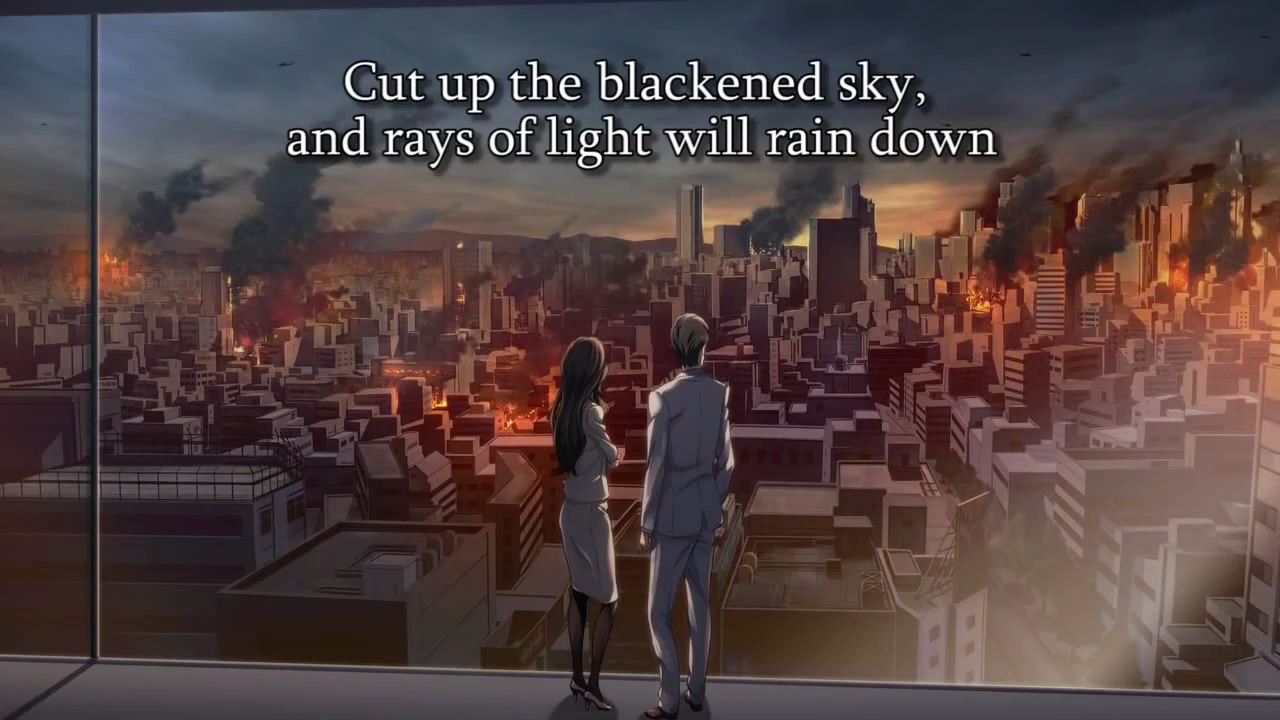 Cut up the blackened sky,
and rays of light will rain down